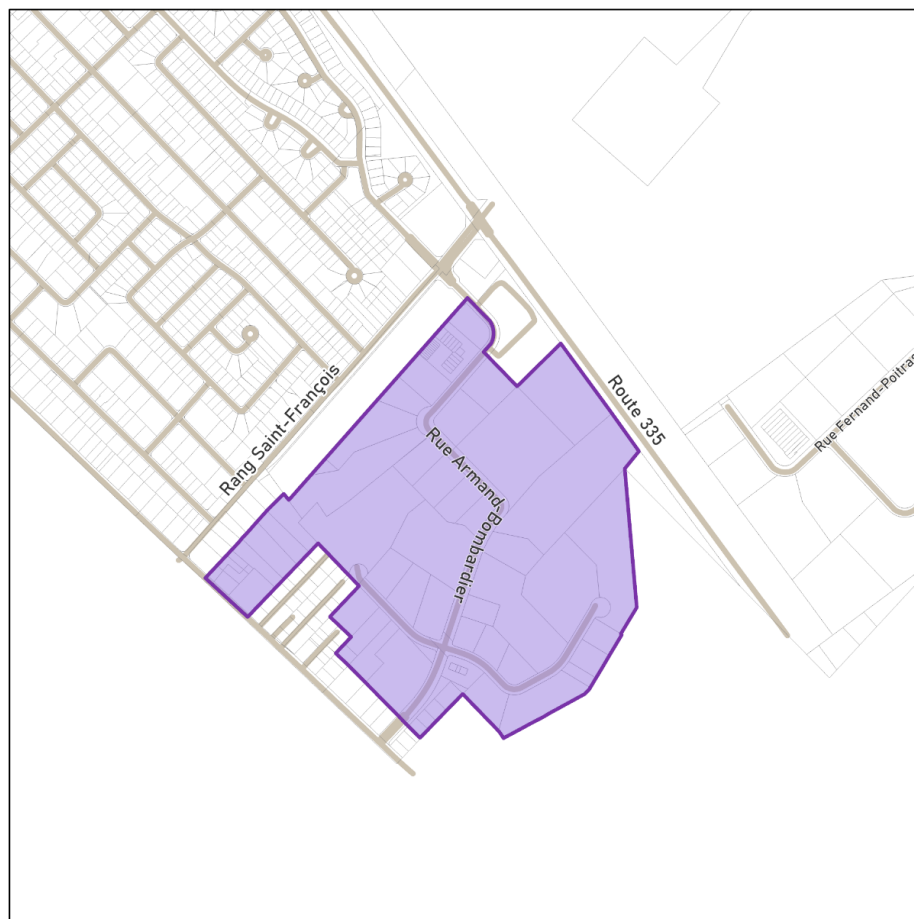 Rang Saint-François
Route 335
Rue Armand-Bombardier
Rue Fernand-Poitras